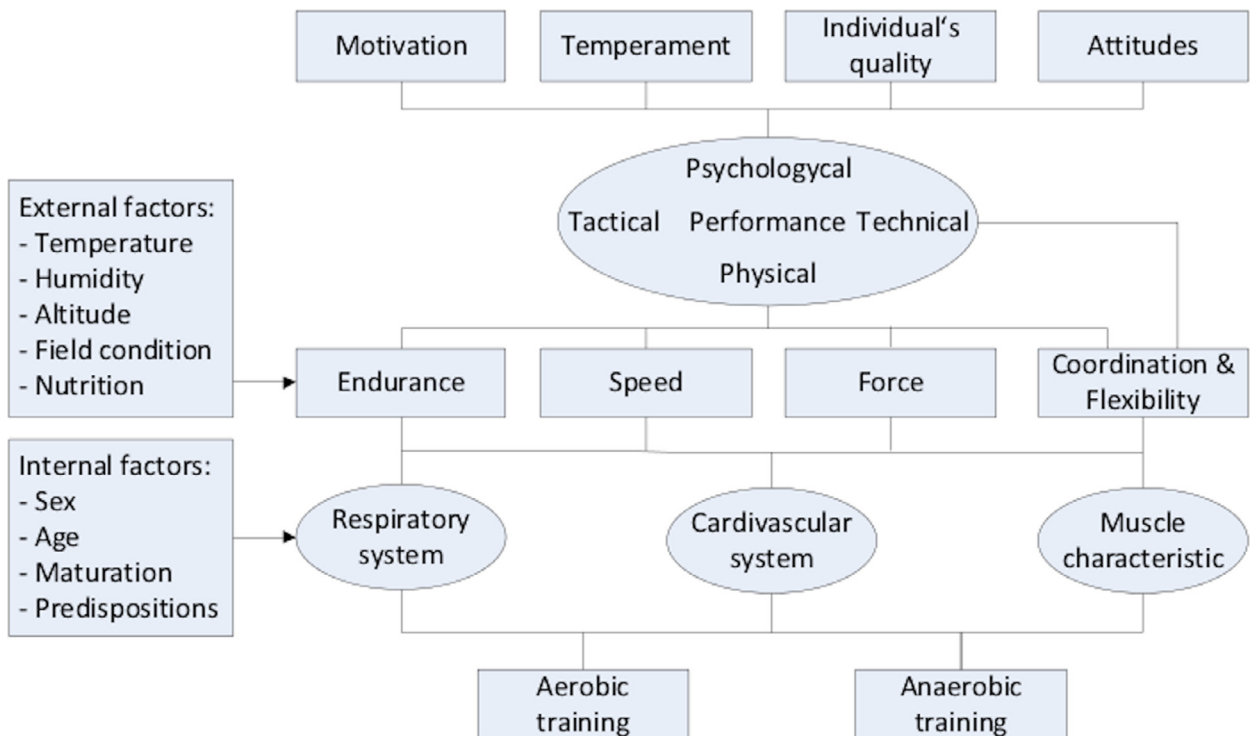 Motivation
Temperament
Individual‘s
quality
Attitudes
Psychologycal
Tactical Performance Technical
Physical
External factors:
- Temperature
- Humidity
- Altitude
- Field condition
- Nutrition
Endurance
Speed
Force
Coordination &
Flexibility
Internal factors:
- Sex
- Age
- Maturation
- Predispositions
Respiratory
system
Cardivascular
system
Muscle
characteristic
Aerobic
training
Anaerobic
training